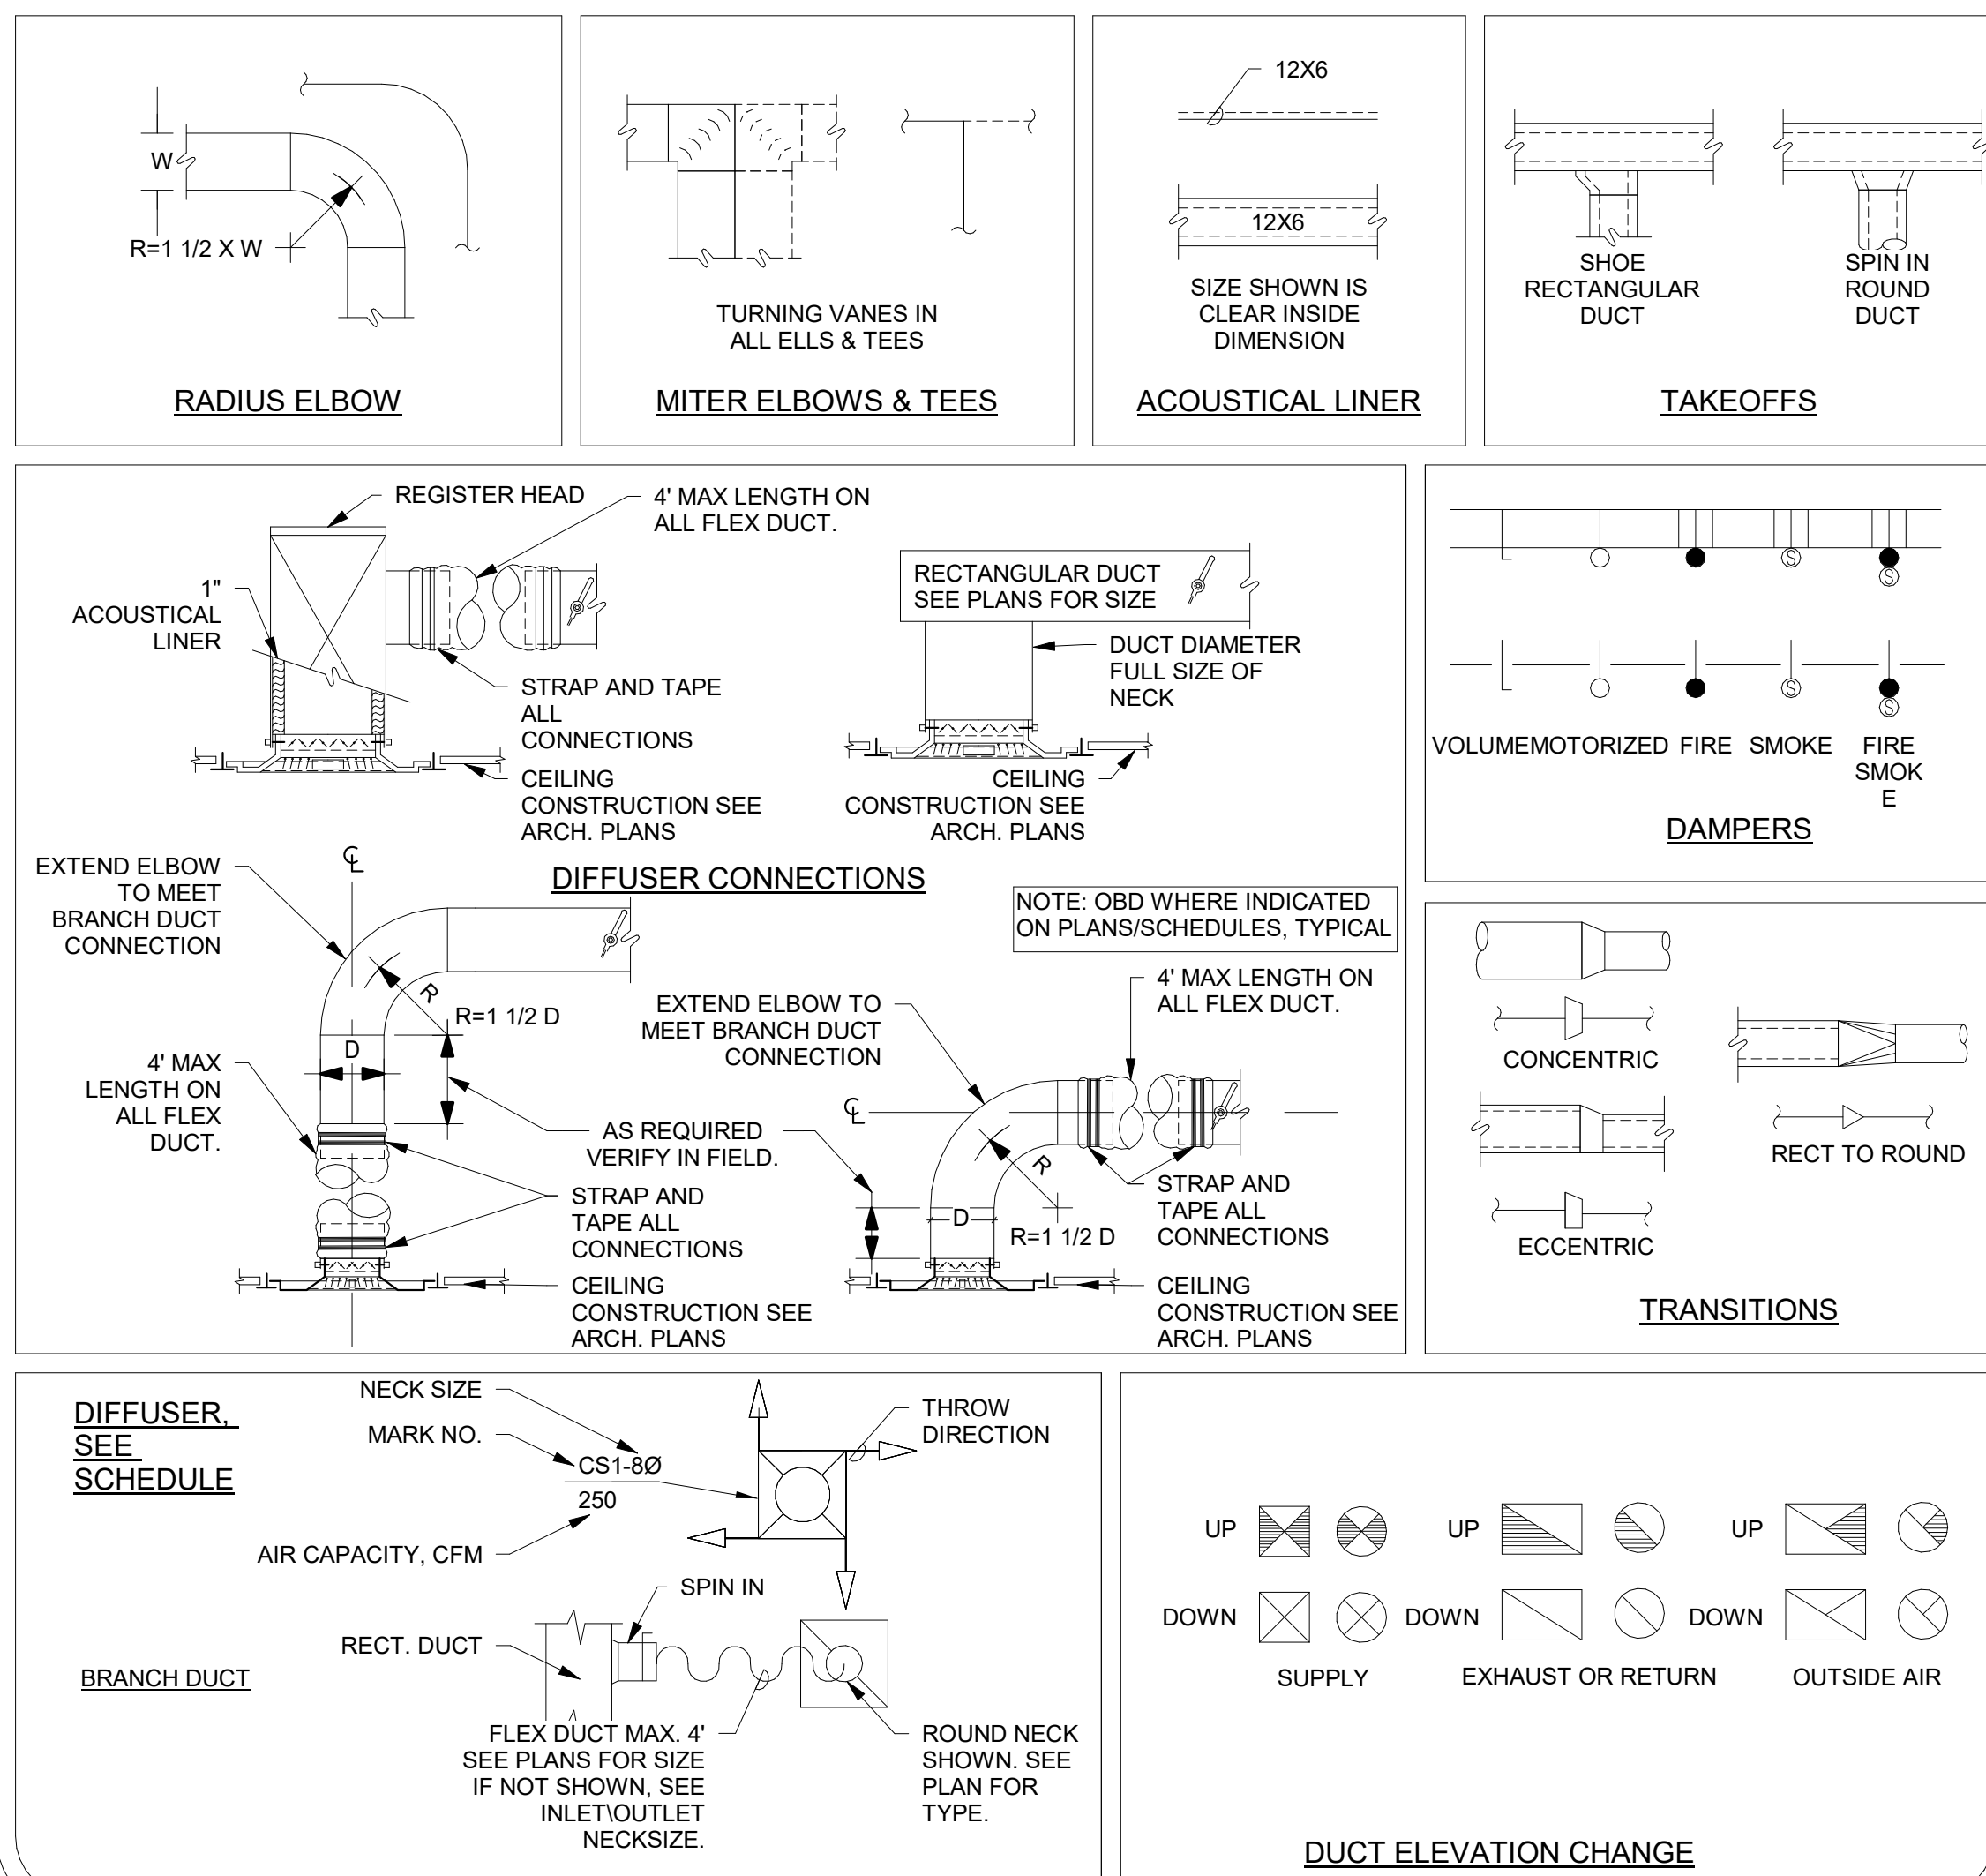 W
R=1 1/2 X W
RADIUS ELBOW
TURNING VANES IN
ALL ELLS & TEES
MITER ELBOWS & TEES
12X6
12X6
SIZE SHOWN IS
CLEAR INSIDE
DIMENSION
ACOUSTICAL LINER
SHOE
RECTANGULAR
DUCT
SPIN IN
ROUND
DUCT
TAKEOFFS
REGISTER HEAD
4' MAX LENGTH ON
ALL FLEX DUCT.
1"
ACOUSTICAL
LINER
STRAP AND TAPE
ALL
CONNECTIONS
CEILING
CONSTRUCTION SEE
ARCH. PLANS
RECTANGULAR DUCT
SEE PLANS FOR SIZE
DUCT DIAMETER
FULL SIZE OF
NECK
CEILING
CONSTRUCTION SEE
ARCH. PLANS
DIFFUSER CONNECTIONS
NOTE: OBD WHERE INDICATED
ON PLANS/SCHEDULES, TYPICAL
EXTEND ELBOW
TO MEET
BRANCH DUCT
CONNECTION
℄
R
R=1 1/2 D
D
4' MAX
LENGTH ON
ALL FLEX
DUCT.
AS REQUIRED
VERIFY IN FIELD.
STRAP AND
TAPE ALL
CONNECTIONS
CEILING
CONSTRUCTION SEE
ARCH. PLANS
EXTEND ELBOW TO
MEET BRANCH DUCT
CONNECTION
4' MAX LENGTH ON
ALL FLEX DUCT.
℄
R
D
R=1 1/2 D
STRAP AND
TAPE ALL
CONNECTIONS
CEILING
CONSTRUCTION SEE
ARCH. PLANS
S
S
S
S
VOLUME
MOTORIZED
FIRE
SMOKE
FIRE
SMOK
E
DAMPERS
CONCENTRIC
RECT TO ROUND
ECCENTRIC
TRANSITIONS
DIFFUSER,
SEE
SCHEDULE
NECK SIZE
MARK NO.
CS1-8Ø
250
AIR CAPACITY, CFM
THROW
DIRECTION
SPIN IN
RECT. DUCT
BRANCH DUCT
FLEX DUCT MAX. 4'
SEE PLANS FOR SIZE
IF NOT SHOWN, SEE
INLET\OUTLET
NECKSIZE.
ROUND NECK
SHOWN. SEE
PLAN FOR
TYPE.
UP
UP
UP
DOWN
DOWN
DOWN
SUPPLY
EXHAUST OR RETURN
OUTSIDE AIR
DUCT ELEVATION CHANGE